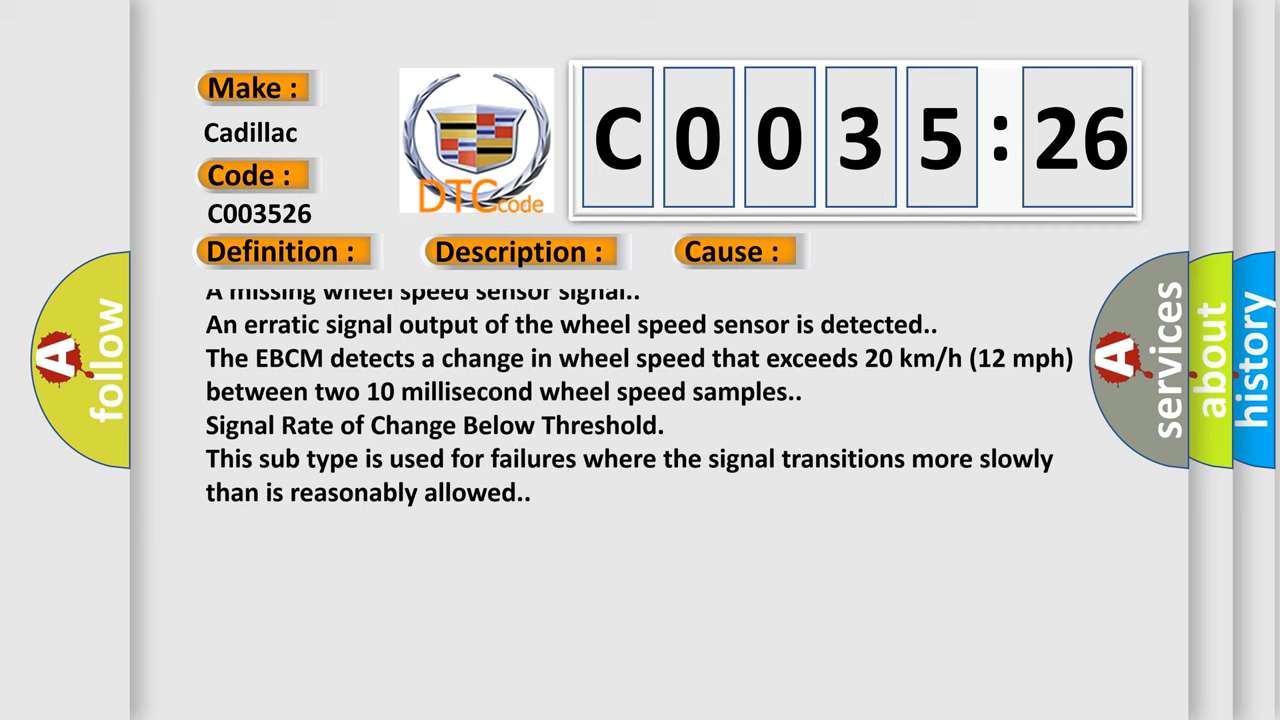 Make :
Cadillac
Code :
C003526
DTC code
C 0 0 3 5 : 26
Definition :
Description :
Cause :
A missing wheel speed sensor signal..
An erratic signal output of the wheel speed sensor is detected..
The EBCM detects a change in wheel speed that exceeds 20 km/h (12 mph)
between two 10 millisecond wheel speed samples..
Signal Rate of Change Below Threshold.
This sub type is used for failures where the signal transitions more slowly
than is reasonably allowed..
A follow
A services
about
history